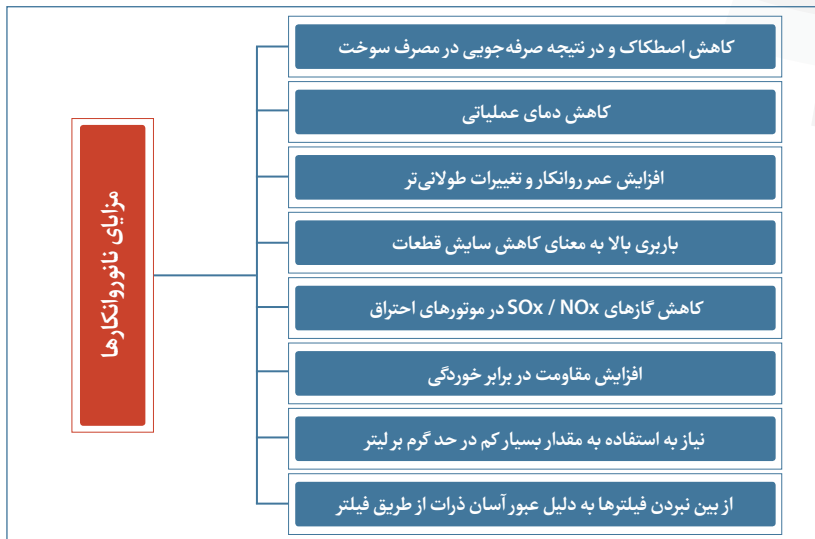 مزایای نانوروانکارها
کاهش اصطکاک و در نتیجه صرفه‌جویی در مصرف سوخت
کاهش دمای عملیاتی
افزایش عمر روانکار و تغییرات طولانی‌تر
باربری بالا به معنای کاهش سایش قطعات
کاهش گازهای SOx / NOx در موتورهای احتراق
افزایش مقاومت در برابر خوردگی
نیاز به استفاده به مقدار بسیار کم در حد گرم بر لیتر
از بین نبردن فیلترها به دلیل عبور آسان ذرات از طریق فیلتر